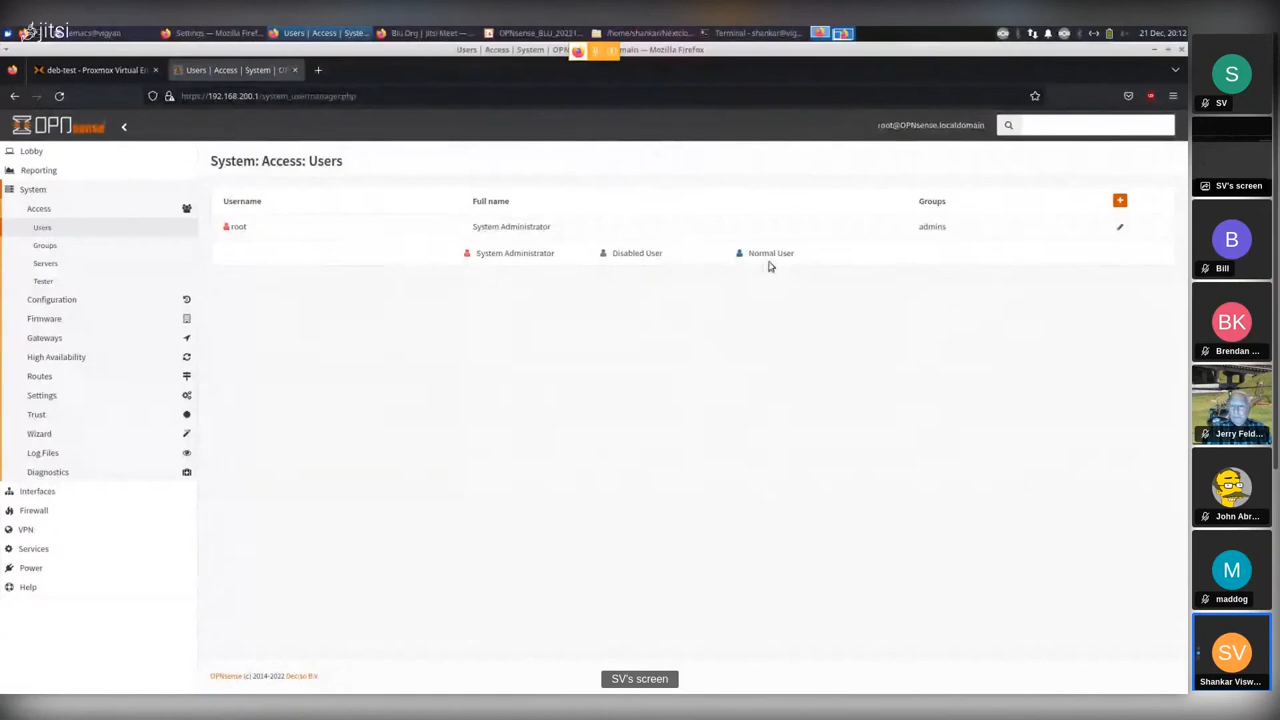 jitsi
emacs@vigyan
Settings — Mozilla Firef...
Users | Access | Syste...
Blu.Org | Jitsi Meet — ...
OPNsense_BLU_20221...
/home/shankar/Nextclo...
Terminal - shankar@vig...
21 Dec, 20:12
Users | Access | System | OPN
main — Mozilla Firefox
deb-test - Proxmox Virtual En
Users | Access | System | OP
https://192.168.200.1/system_usermanager.php
OPNsense
root@OPNsense.localdomain
Lobby
Reporting
System
Access
Users
Groups
Servers
Tester
Configuration
Firmware
Gateways
High Availability
Routes
Settings
Trust
Wizard
Log Files
Diagnostics
Interfaces
Firewall
VPN
Services
Power
Help
System: Access: Users
Username Full name Groups
root System Administrator admins
System Administrator Disabled User Normal User
OPNsense (c) 2014-2022 Deciso B.V.
SV's screen
S
SV
SV's screen
B
Bill
BK
Brendan ...
Jerry Feld...
John Abr...
M
maddog
SV
Shankar Visw...